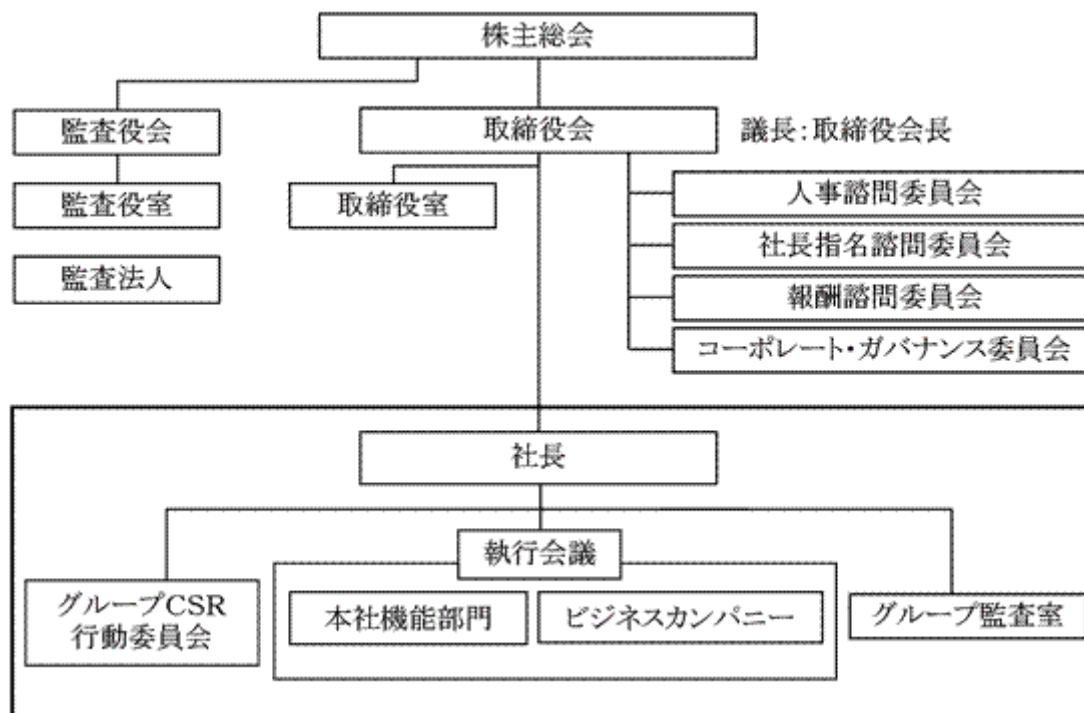 株主総会
監査役会
取締役会
議長:取締役会長
監査役室
取締役室
人事諮問委員会
社長指名諮問委員会
監査法人
報酬諮問委員会
コーポレート・ガバナンス委員会
社長
執行会議
グループCSR
行動委員会
本社機能部門
ビジネスカンパニー
グループ監査室